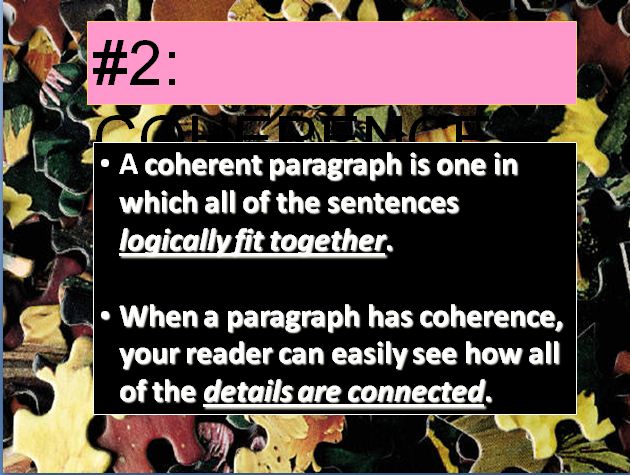 #2:
COHERENCE
• A coherent paragraph is one in
which all of the sentences
logically fit together.
• When a paragraph has coherence,
your reader can easily see how all
of the details are connected.